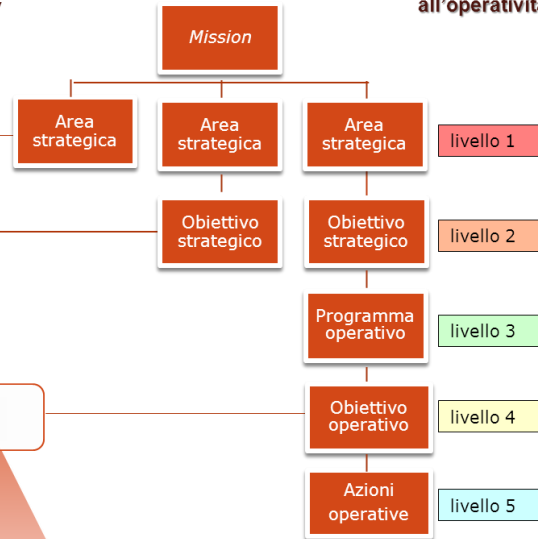 all'operatività
Mission
Area
strategica
Area
strategica
Area
strategica
livello 1
Obiettivo
strategico
Obiettivo
strategico
livello 2
Programma
operativo
livello 3
Obiettivo
operativo
livello 4
Azioni
operative
livello 5